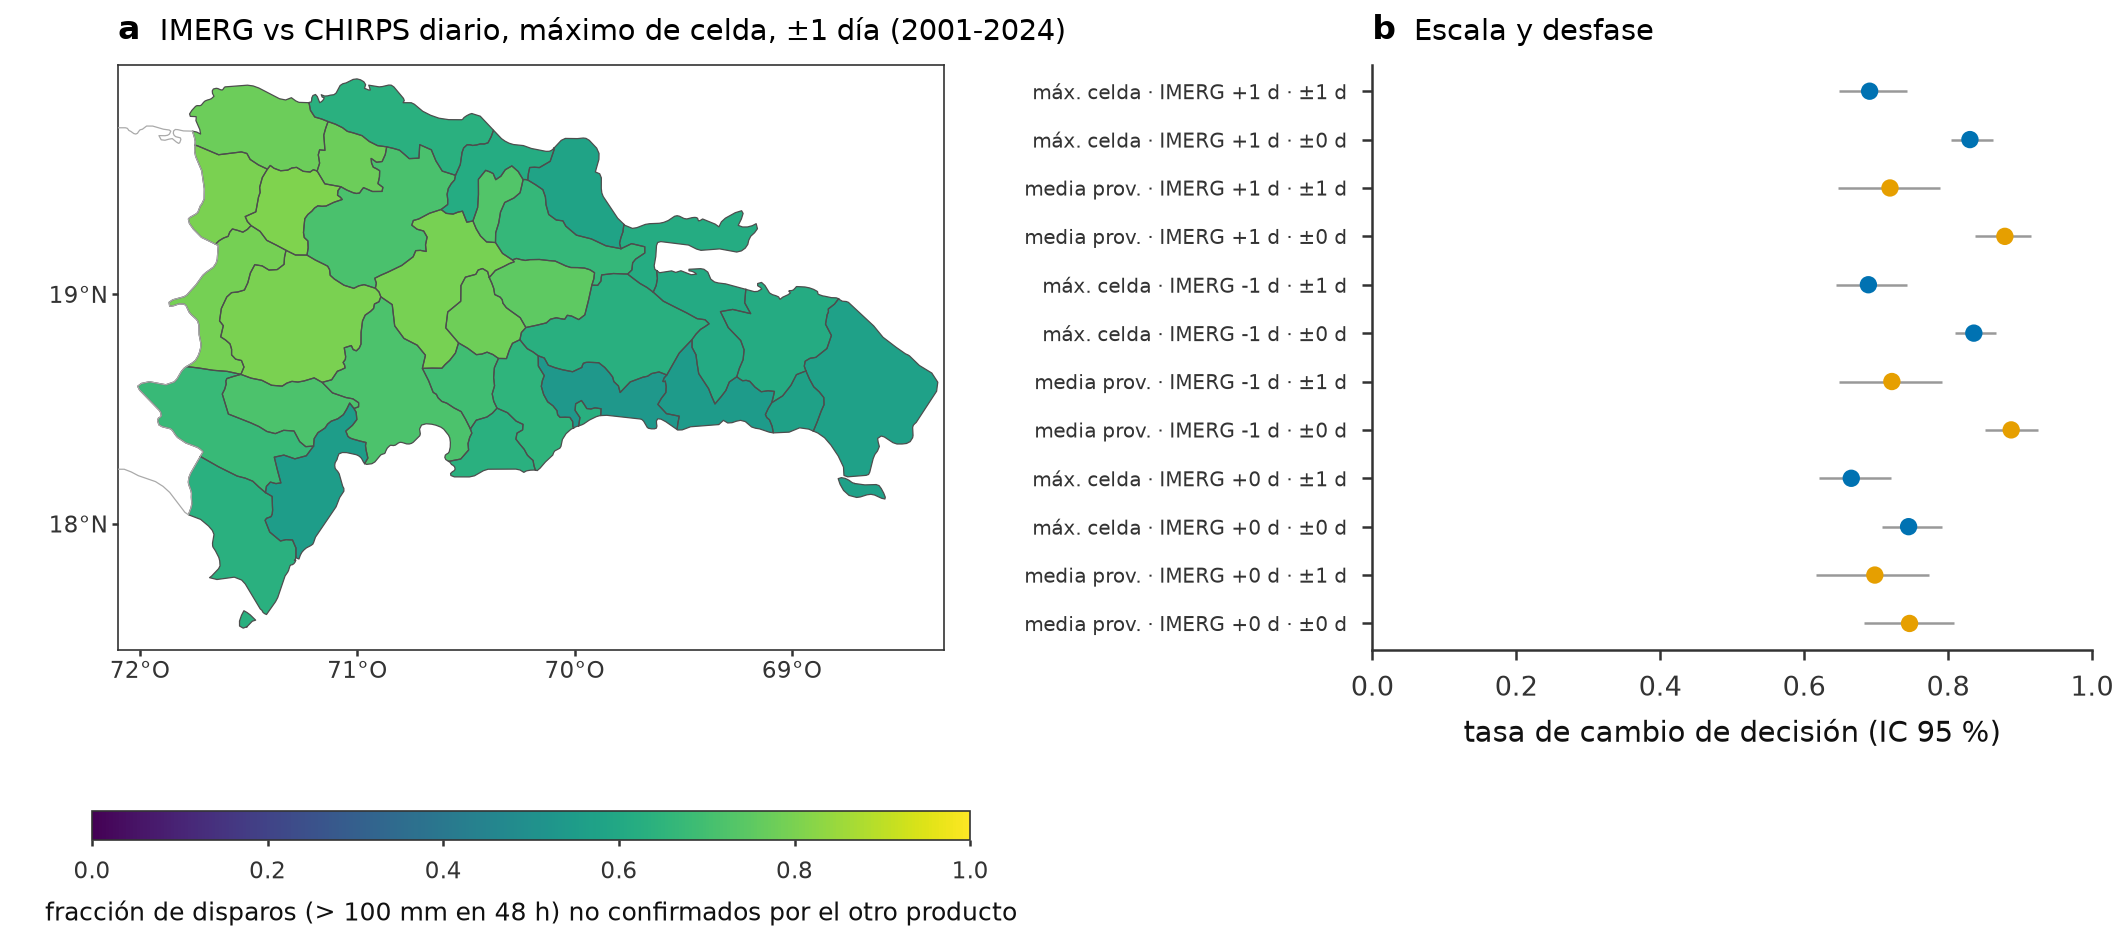 a IMERG vs CHIRPS diario, máximo de celda, ±1 día (2001-2024)
19°N
18°N
72°O 71°O 70°O 69°O
0.0 0.2 0.4 0.6 0.8 1.0
fracción de disparos (> 100 mm en 48 h) no confirmados por el otro producto
b Escala y desfase
máx. celda · IMERG +1 d · ±1 d
máx. celda · IMERG +1 d · ±0 d
media prov. · IMERG +1 d · ±1 d
media prov. · IMERG +1 d · ±0 d
máx. celda · IMERG -1 d · ±1 d
máx. celda · IMERG -1 d · ±0 d
media prov. · IMERG -1 d · ±1 d
media prov. · IMERG -1 d · ±0 d
máx. celda · IMERG +0 d · ±1 d
máx. celda · IMERG +0 d · ±0 d
media prov. · IMERG +0 d · ±1 d
media prov. · IMERG +0 d · ±0 d
0.0 0.2 0.4 0.6 0.8 1.0
tasa de cambio de decisión (IC 95 %)